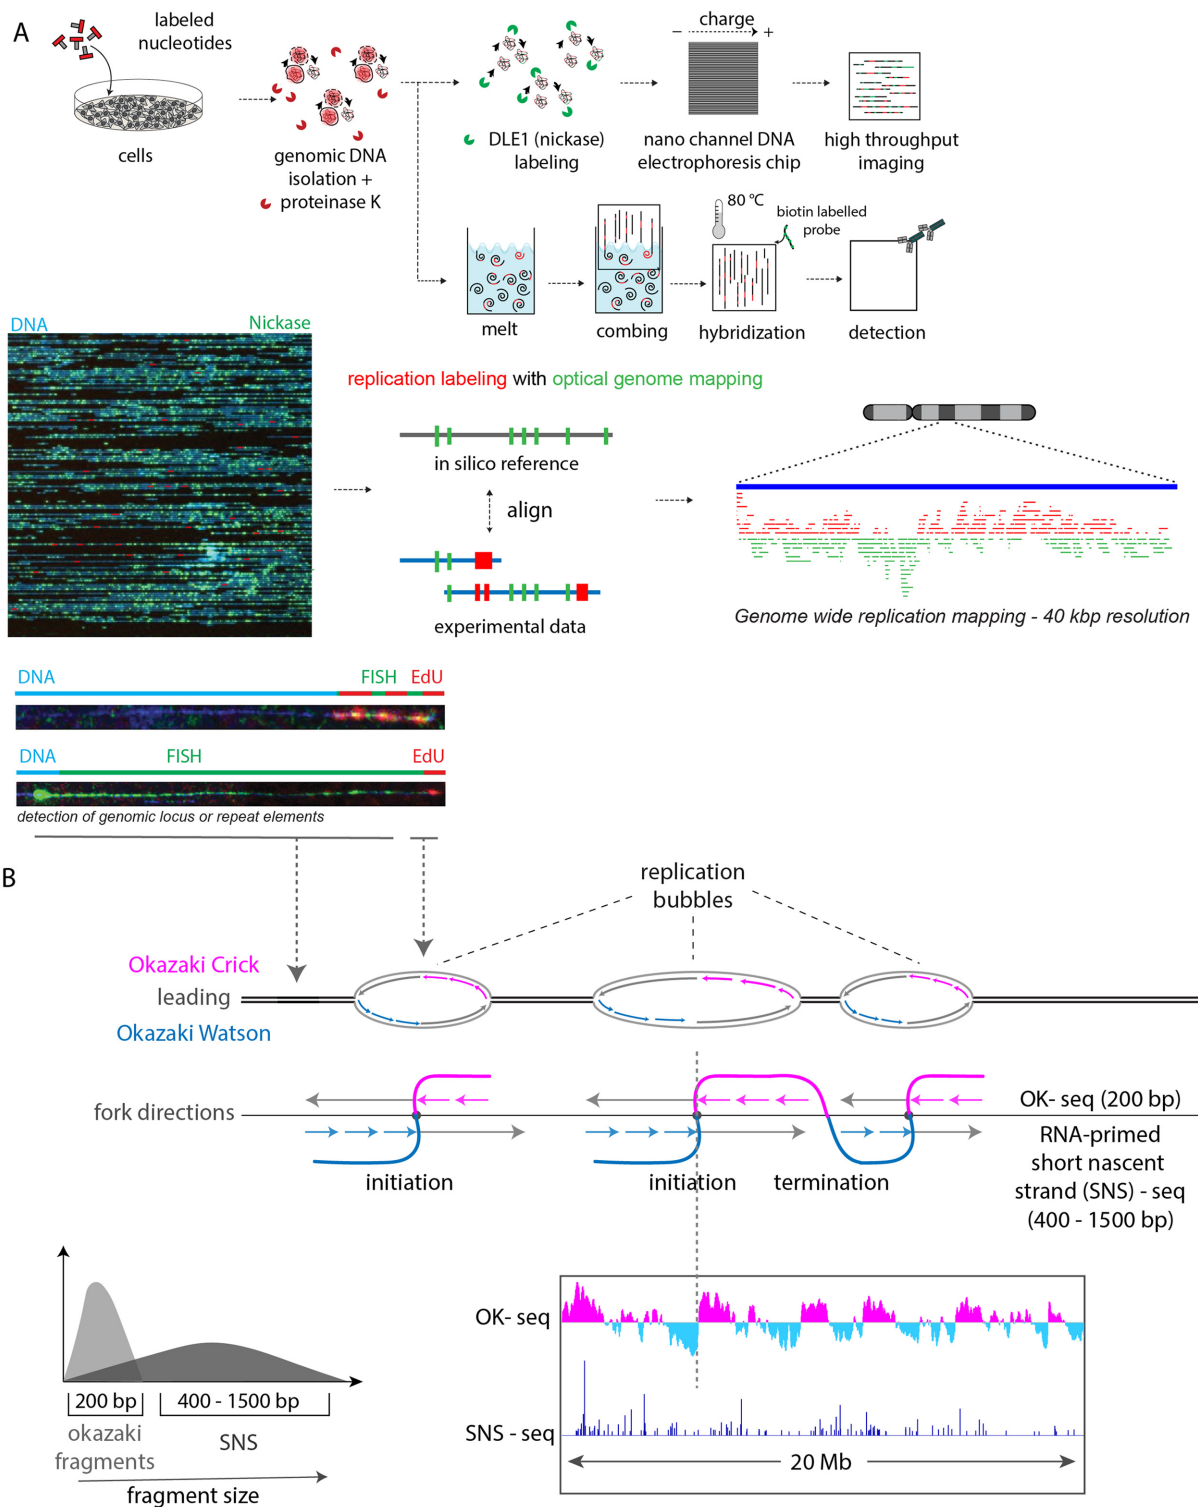 A
labeled
nucleotides
cells
genomic DNA
isolation +
proteinase K
DLE1 (nickase)
labeling
− charge +
nano channel DNA
electrophoresis chip
high throughput
imaging
melt
combing
80 °C
hybridization
biotin labelled
probe
detection
DNA Nickase
replication labeling with optical genome mapping
in silico reference
align
experimental data
Genome wide replication mapping - 40 kbp resolution
DNA FISH EdU
DNA FISH EdU
detection of genomic locus or repeat elements
B
replication
bubbles
Okazaki Crick
leading
Okazaki Watson
fork directions
initiation
initiation
termination
OK- seq (200 bp)
RNA-primed
short nascent
strand (SNS) - seq
(400 - 1500 bp)
200 bp
400 - 1500 bp
okazaki
fragments
SNS
fragment size
OK- seq
SNS - seq
20 Mb